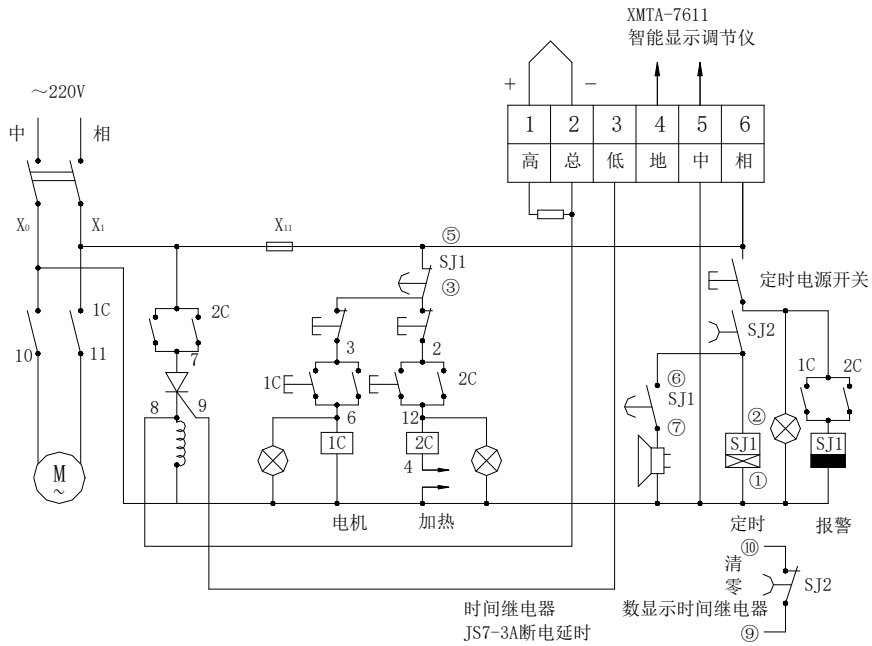 XMTA-7611
智能显示调节仪
～220V
中 相
+ −
1 2 3 4 5 6
高 总 低 地 中 相
X₀ X₁ X₁₁ ⑤
SJ1
③
定时电源开关
1C 2C
SJ2
10 11 7 3 2
1C 2C
⑥
1C 2C SJ1
8 9 6 12 ⑦ ②
1C 2C SJ1 SJ1
4
M
~
①
电机 加热 定时 报警
⑩
清
零
SJ2
时间继电器 数显示时间继电器
JS7-3A断电延时 ⑨